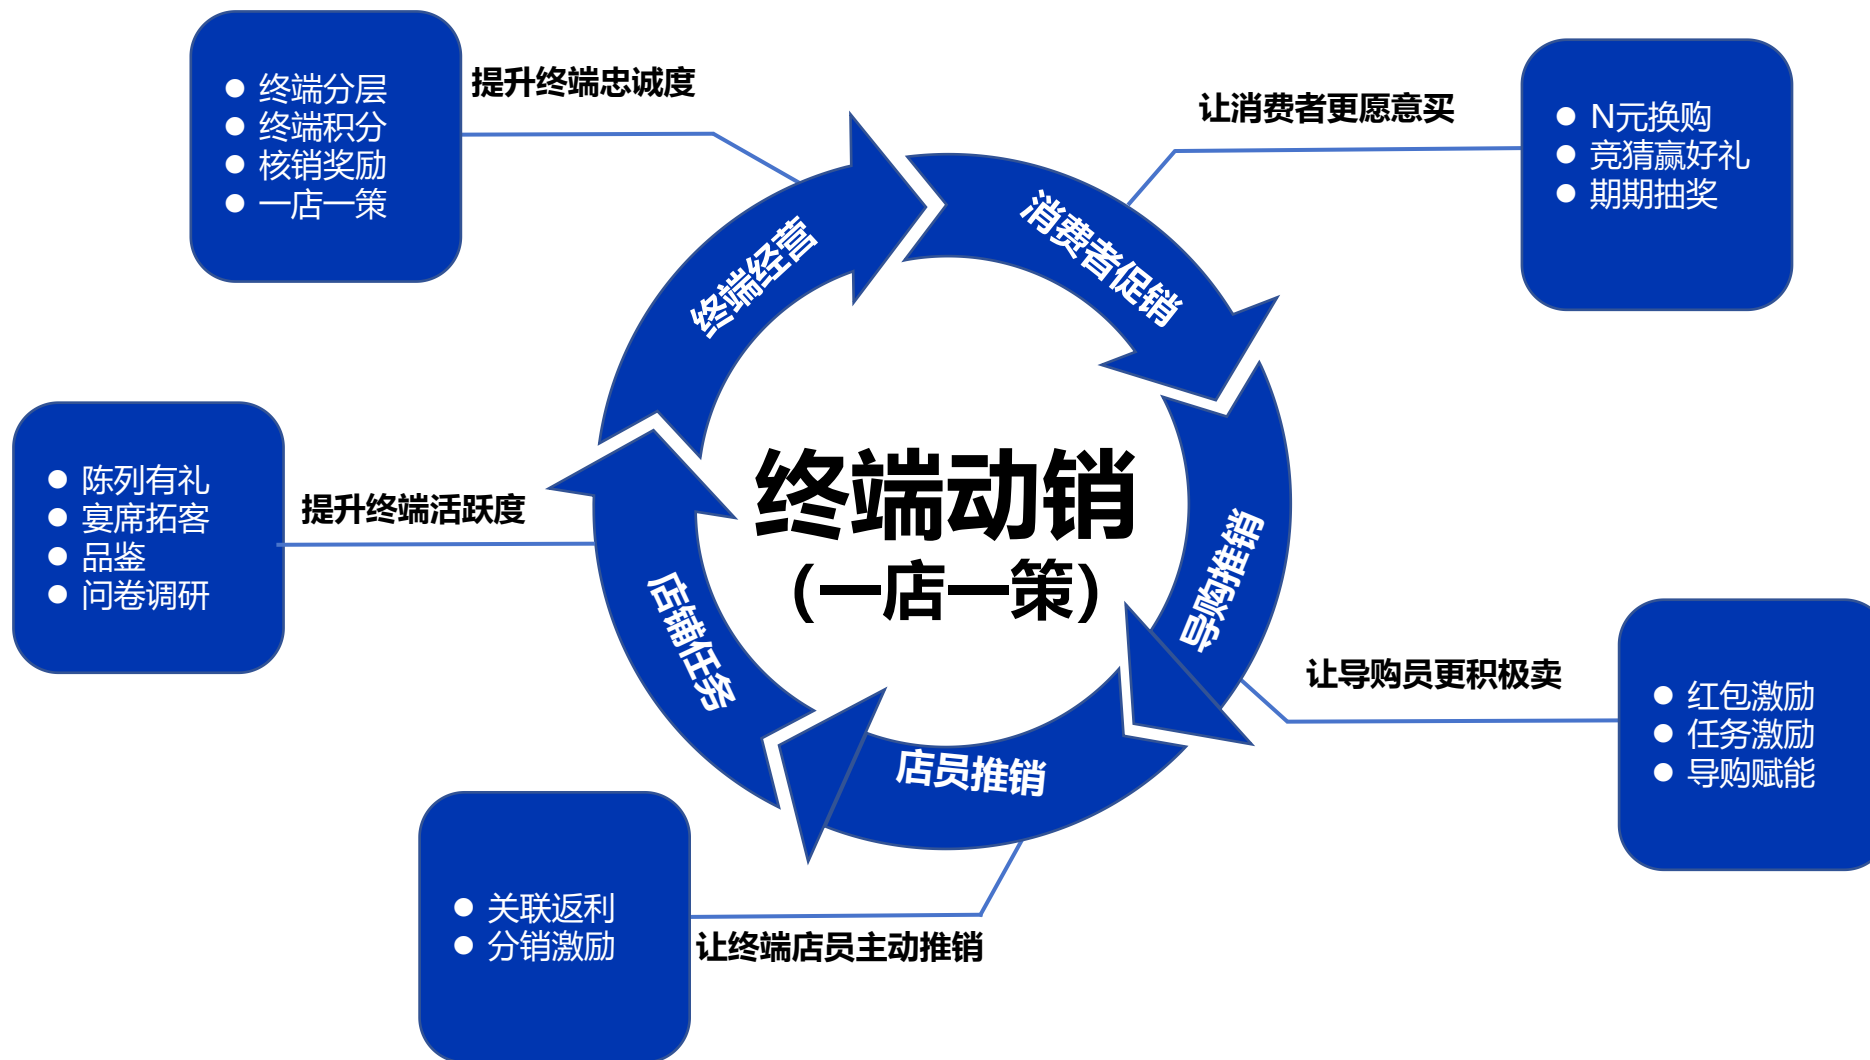 终端分层
终端积分
核销奖励
一店一策
提升终端忠诚度
让消费者更愿意买
N元换购
竞猜赢好礼
期期抽奖
终端经营
消费者促销
陈列有礼
宴席拓客
品鉴
问卷调研
提升终端活跃度
终端动销
（一店一策）
导购推销
店铺任务
店员推销
让导购员更积极卖
红包激励
任务激励
导购赋能
关联返利
分销激励
让终端店员主动推销